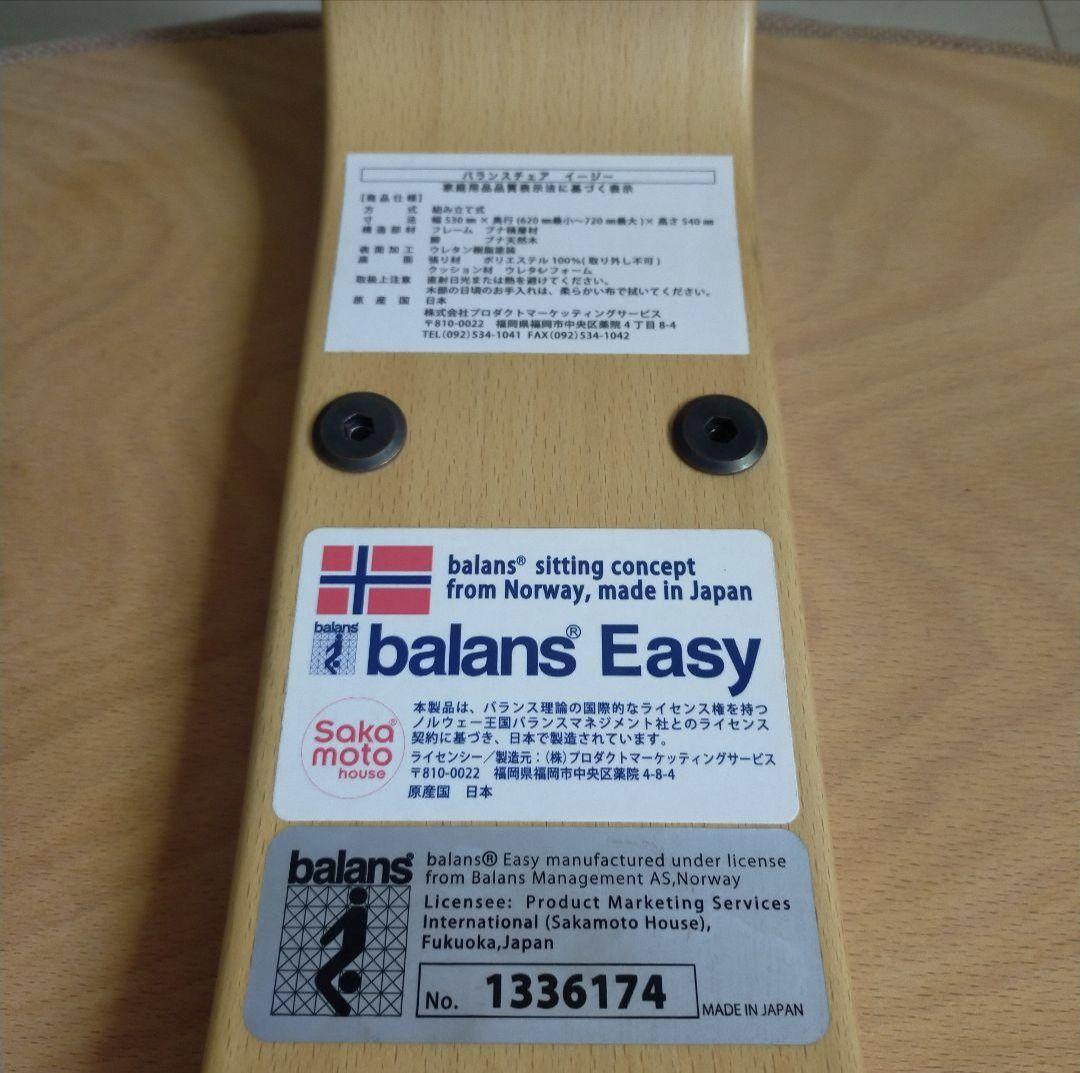 バランスチェア　イージー
家庭用品品質表示法に基づく表示
［商品仕様］
方　　式　組み立て式
寸　　法　幅 530 ㎜ × 奥行 (620 ㎜最小～720 ㎜最大 )× 高さ 540 ㎜
構造部材　フレーム　ブナ積層材
脚　　ブナ天然木
表面加工　ウレタン樹脂塗装
座　　面　張り材　ポリエステル 100%( 取り外し不可 )
クッション材　ウレタンフォーム
取扱上注意　直射日光または熱を避けてください。
木部の日頃のお手入れは、柔らかい布で拭いてください。
原産国　日本
株式会社プロダクトマーケッティングサービス
〒810-0022　福岡県福岡市中央区薬院 4 丁目 8-4
TEL(092)534-1041 FAX(092)534-1042
balans® sitting concept
from Norway, made in Japan
balans
balans® Easy
Saka®
moto
house
本製品は、バランス理論の国際的なライセンス権を持つ
ノルウェー王国バランスマネジメント社とのライセンス
契約に基づき、日本で製造されています。
ライセンシー／製造元：(株)プロダクトマーケッティングサービス
〒810-0022　福岡県福岡市中央区薬院 4-8-4
原産国　日本
balans®
balans® Easy manufactured under license
from Balans Management AS,Norway
Licensee: Product Marketing Services
International (Sakamoto House),
Fukuoka,Japan
No. 1336174
MADE IN JAPAN